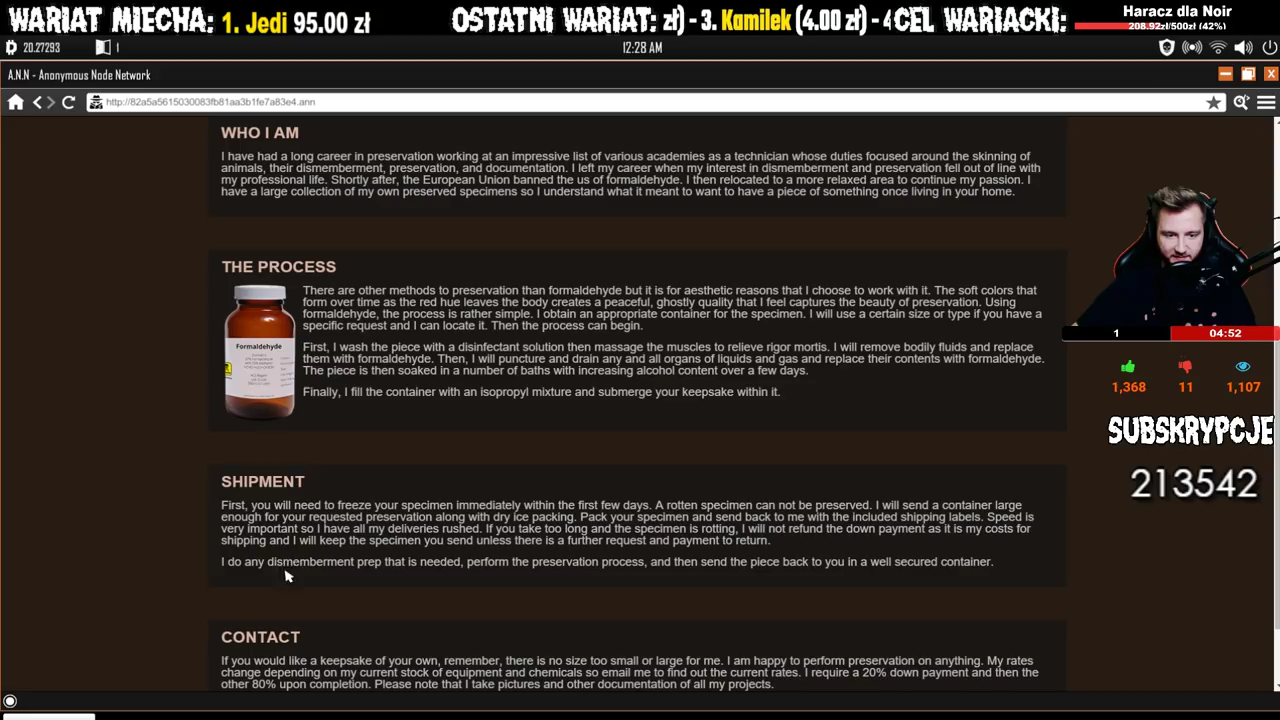 WARIAT MIECHA: 1. Jedi 95.00 zł
OSTATNI WARIAT: zł) - 3. Kamilek (4.00 zł) - 4
CEL WARIACKI:
Haracz dla Noir
208.92zł/500zł (42%)
20.27293
1
12:28 AM
A.N.N - Anonymous Node Network
http://82a5a5615030083fb81aa3b1fe7a83e4.ann
WHO I AM
I have had a long career in preservation working at an impressive list of various academies as a technician whose duties focused around the skinning of
animals, their dismemberment, preservation, and documentation. I left my career when my interest in dismemberment and preservation fell out of line with
my professional life. Shortly after, the European Union banned the us of formaldehyde. I then relocated to a more relaxed area to continue my passion. I
have a large collection of my own preserved specimens so I understand what it meant to want to have a piece of something once living in your home.
THE PROCESS
There are other methods to preservation than formaldehyde but it is for aesthetic reasons that I choose to work with it. The soft colors that
form over time as the red hue leaves the body creates a peaceful, ghostly quality that I feel captures the beauty of preservation. Using
formaldehyde, the process is rather simple. I obtain an appropriate container for the specimen. I will use a certain size or type if you have a
specific request and I can locate it. Then the process can begin.
First, I wash the piece with a disinfectant solution then massage the muscles to relieve rigor mortis. I will remove bodily fluids and replace
them with formaldehyde. Then, I will puncture and drain any and all organs of liquids and gas and replace their contents with formaldehyde.
The piece is then soaked in a number of baths with increasing alcohol content over a few days.
Finally, I fill the container with an isopropyl mixture and submerge your keepsake within it.
Formaldehyde
SHIPMENT
First, you will need to freeze your specimen immediately within the first few days. A rotten specimen can not be preserved. I will send a container large
enough for your requested preservation along with dry ice packing. Pack your specimen and send back to me with the included shipping labels. Speed is
very important so I have all my deliveries rushed. If you take too long and the specimen is rotting, I will not refund the down payment as it is my costs for
shipping and I will keep the specimen you send unless there is a further request and payment to return.
I do any dismemberment prep that is needed, perform the preservation process, and then send the piece back to you in a well secured container.
CONTACT
If you would like a keepsake of your own, remember, there is no size too small or large for me. I am happy to perform preservation on anything. My rates
change depending on my current stock of equipment and chemicals so email me to find out the current rates. I require a 20% down payment and then the
other 80% upon completion. Please note that I take pictures and other documentation of all my projects.
1
04:52
1,368
11
1,107
SUBSKRYPCJE
213542